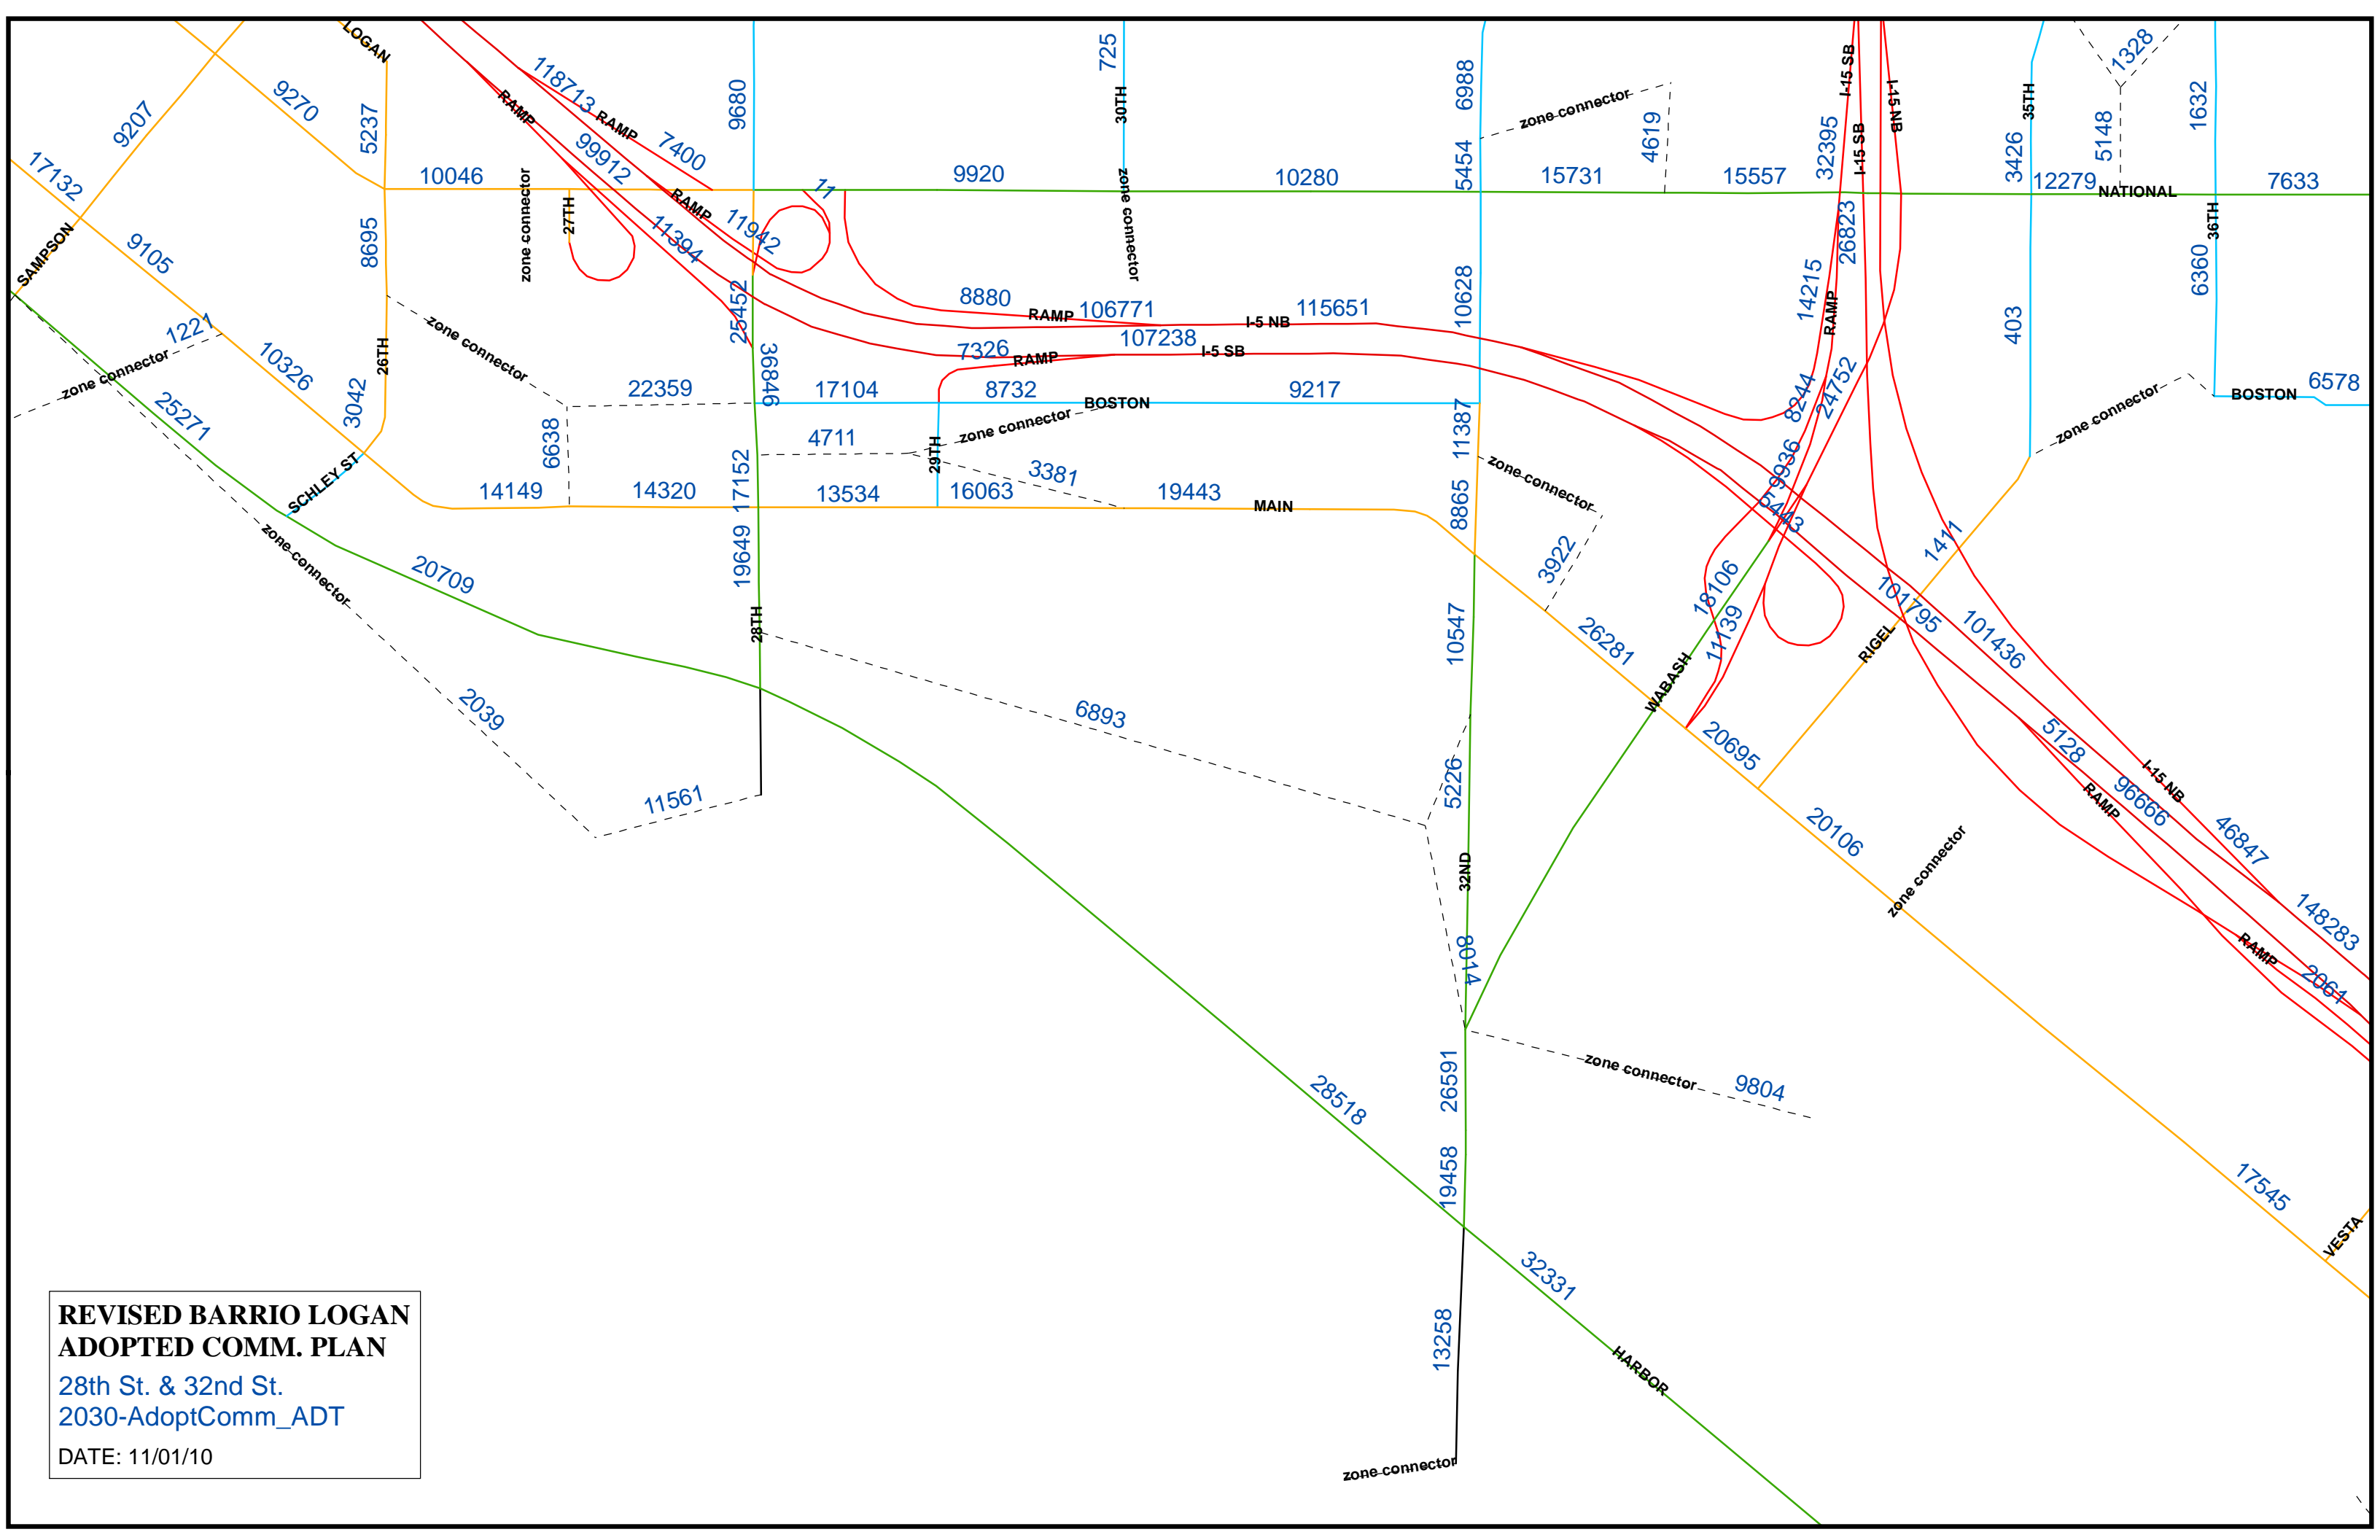 LOGAN
9207
9270
5237
118713
RAMP
RAMP
7400
9680
725
30TH
6988
zone connector
4619
5454
32395
I-15 SB
I-15 SB
I-15 NB
35TH
3426
1328
5148
1632
17132
10046
99912
11
9920
10280
15731
15557
12279
NATIONAL
7633
SAMPSON
9105
8695
zone connector
27TH
RAMP
11394
11942
zone connector
26823
36TH
6360
1221
zone connector
10326
25271
3042
26TH
zone connector
25452
36846
8880
RAMP
106771
115651
I-5 NB
107238
7326
RAMP
I-5 SB
10628
14215
RAMP
403
22359
17104
8732
BOSTON
9217
8244
24752
zone connector
BOSTON
6578
6638
4711
29TH
zone connector
3381
11387
zone connector
9936
5443
SCHLEY ST
14149
14320
17152
13534
16063
19443
MAIN
8865
3922
1411
zone connector
20709
19649
28TH
10547
26281
18106
11139
WABASH
RIGEL
101795
101436
2039
11561
6893
5226
20695
5128
RAMP
96666
I-15 NB
46847
32ND
20106
zone connector
148283
RAMP
2061
8014
26591
zone connector
9804
28518
19458
17545
VESTA
32331
13258
HARBOR
zone connector
REVISED BARRIO LOGAN
ADOPTED COMM. PLAN
28th St. & 32nd St.
2030-AdoptComm_ADT
DATE: 11/01/10